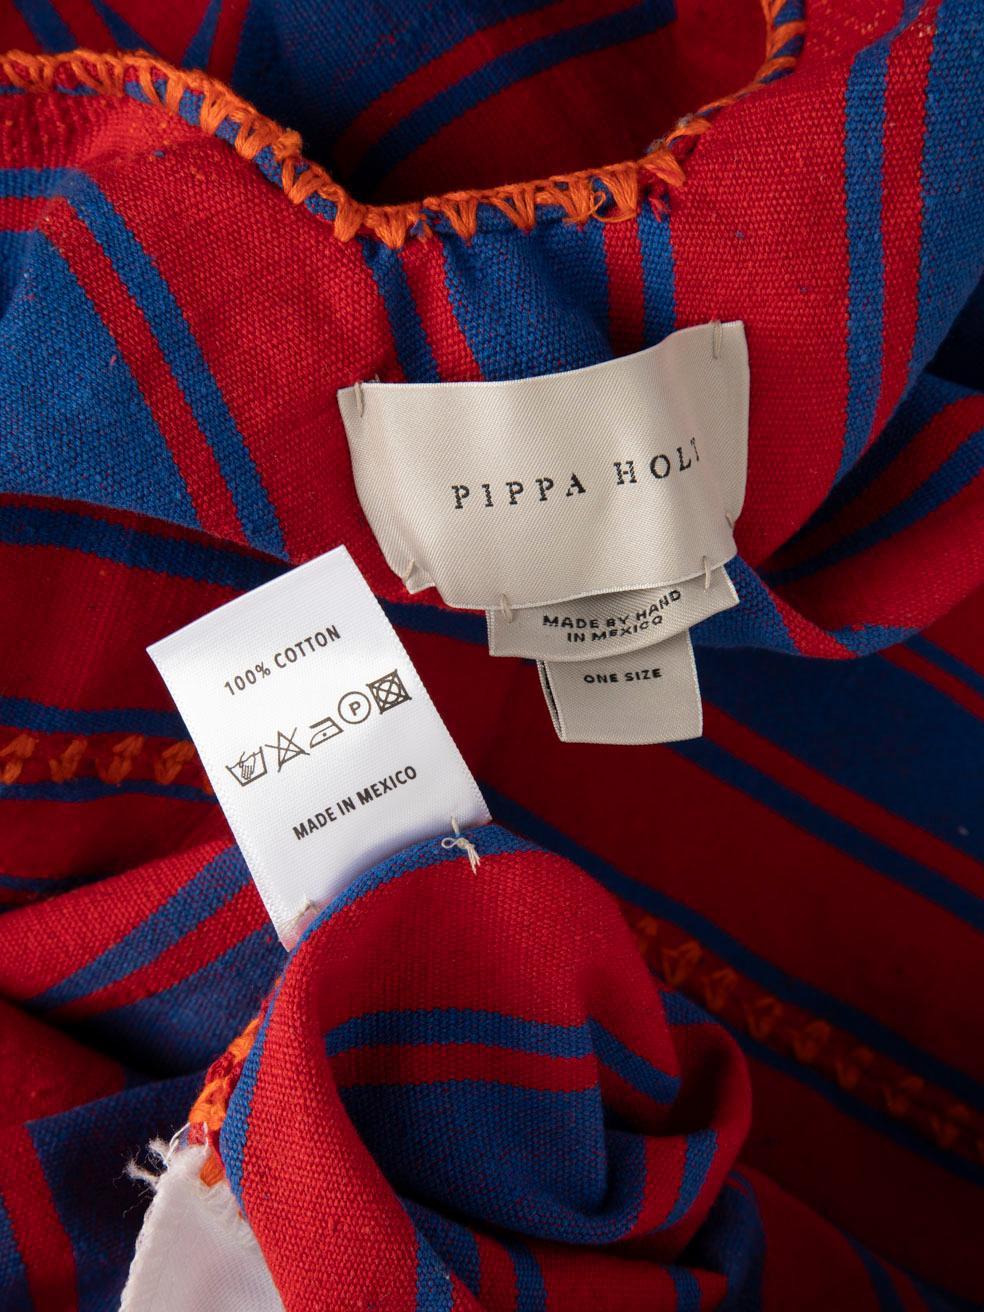 PIPPA HOLT
MADE BY HAND
IN MEXICO
ONE SIZE
100% COTTON
P
MADE IN MEXICO